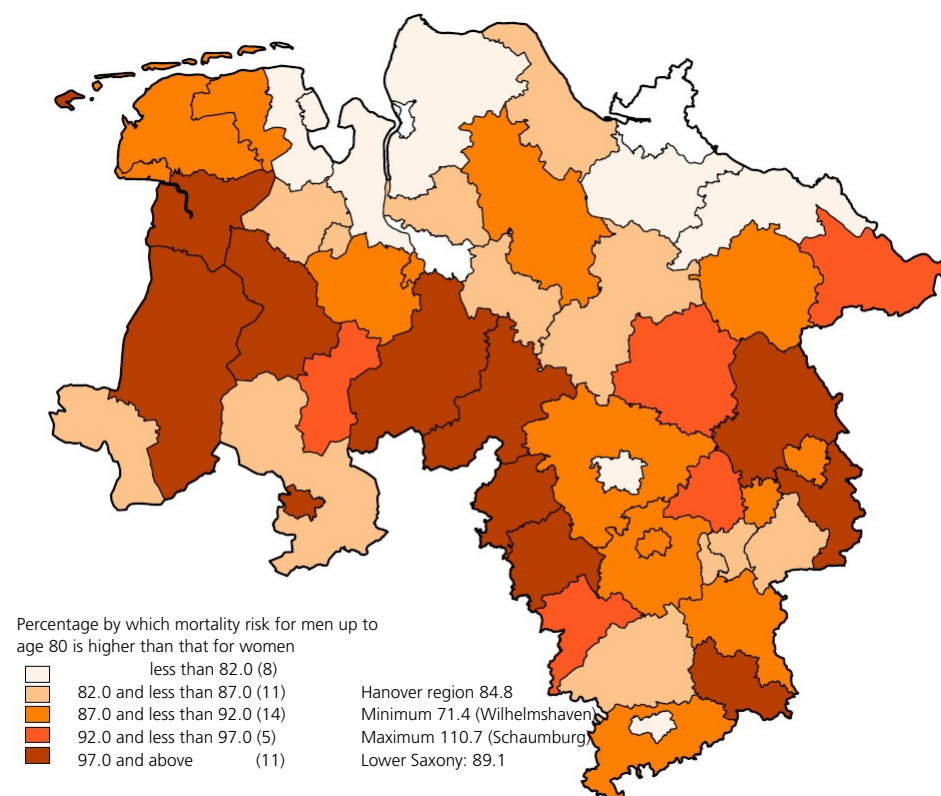 Percentage by which mortality risk for men up to
age 80 is higher than that for women
less than 82.0 (8)
82.0 and less than 87.0 (11) Hanover region 84.8
87.0 and less than 92.0 (14) Minimum 71.4 (Wilhelmshaven)
92.0 and less than 97.0 (5) Maximum 110.7 (Schaumburg)
97.0 and above (11) Lower Saxony: 89.1